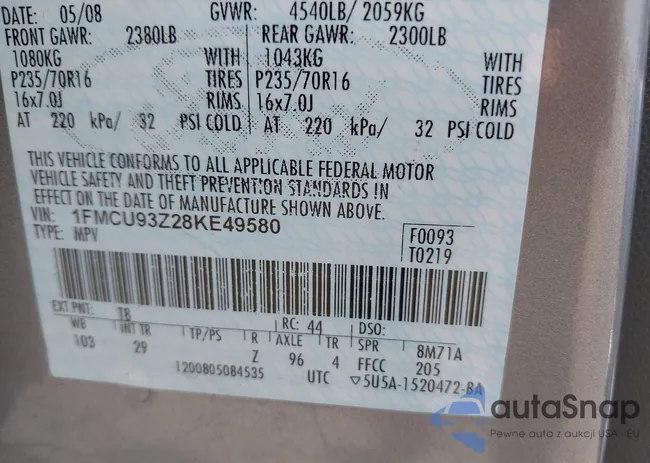 DATE: 05/08 GVWR: 4540LB/ 2059KG
FRONT GAWR: 2380LB REAR GAWR: 2300LB
1080KG WITH 1043KG WITH
P235/70R16 TIRES P235/70R16 TIRES
16x7.0J RIMS 16x7.0J RIMS
AT 220 kPa/ 32 PSI COLD AT 220 kPa/ 32 PSI COLD
THIS VEHICLE CONFORMS TO ALL APPLICABLE FEDERAL MOTOR
VEHICLE SAFETY AND THEFT PREVENTION STANDARDS IN
EFFECT ON THE DATE OF MANUFACTURE SHOWN ABOVE.
VIN: 1FMCU93Z28KE49580
TYPE: MPV
F0093
T0219
EXT PNT: T8 RC: 44 DSO:
WB INT TR TP/PS R AXLE TR SPR 8M71A
103 29 Z 96 4 FFCC 205
1200805084535 UTC ▽5U5A-1520472-BA
autaSnap
Pewne auta z aukcji USA · EU